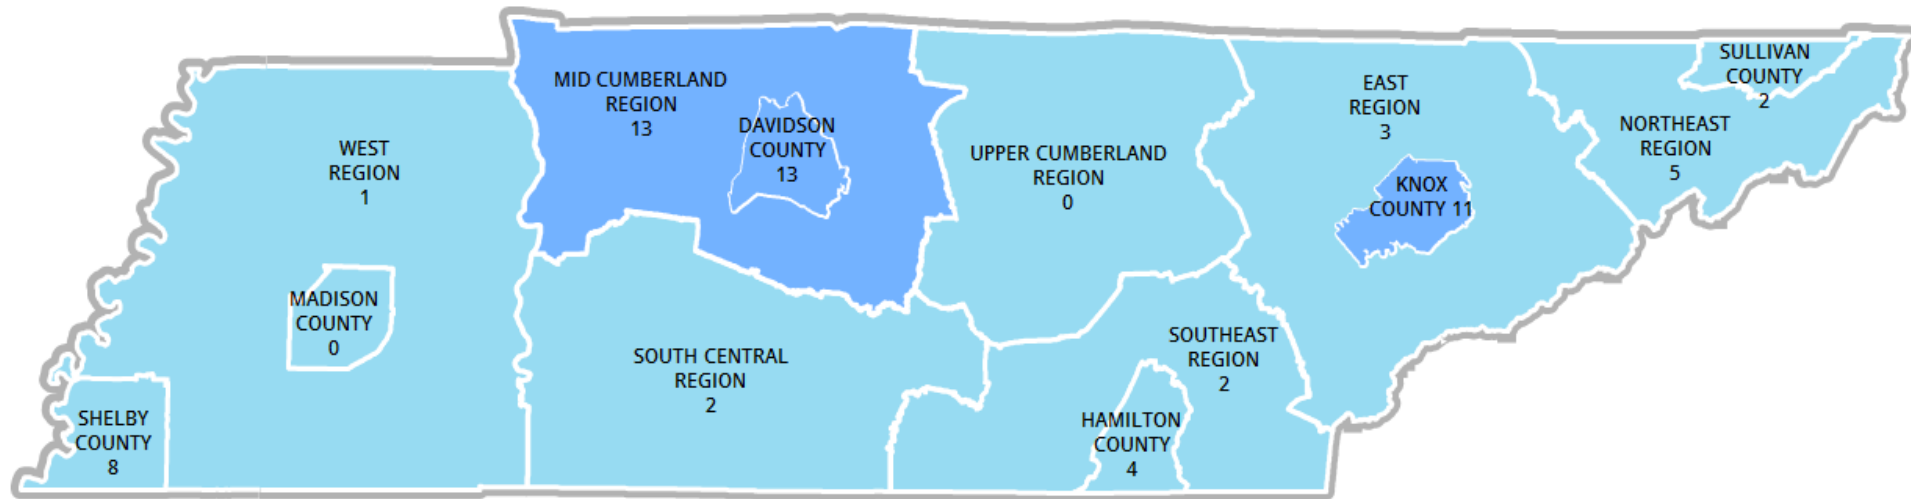 WEST
REGION
1
MADISON
COUNTY
0
SHELBY
COUNTY
8
MID CUMBERLAND
REGION
13
DAVIDSON
COUNTY
13
SOUTH CENTRAL
REGION
2
UPPER CUMBERLAND
REGION
0
SOUTHEAST
REGION
2
HAMILTON
COUNTY
4
EAST
REGION
3
KNOX
COUNTY 11
SULLIVAN
COUNTY
2
NORTHEAST
REGION
5